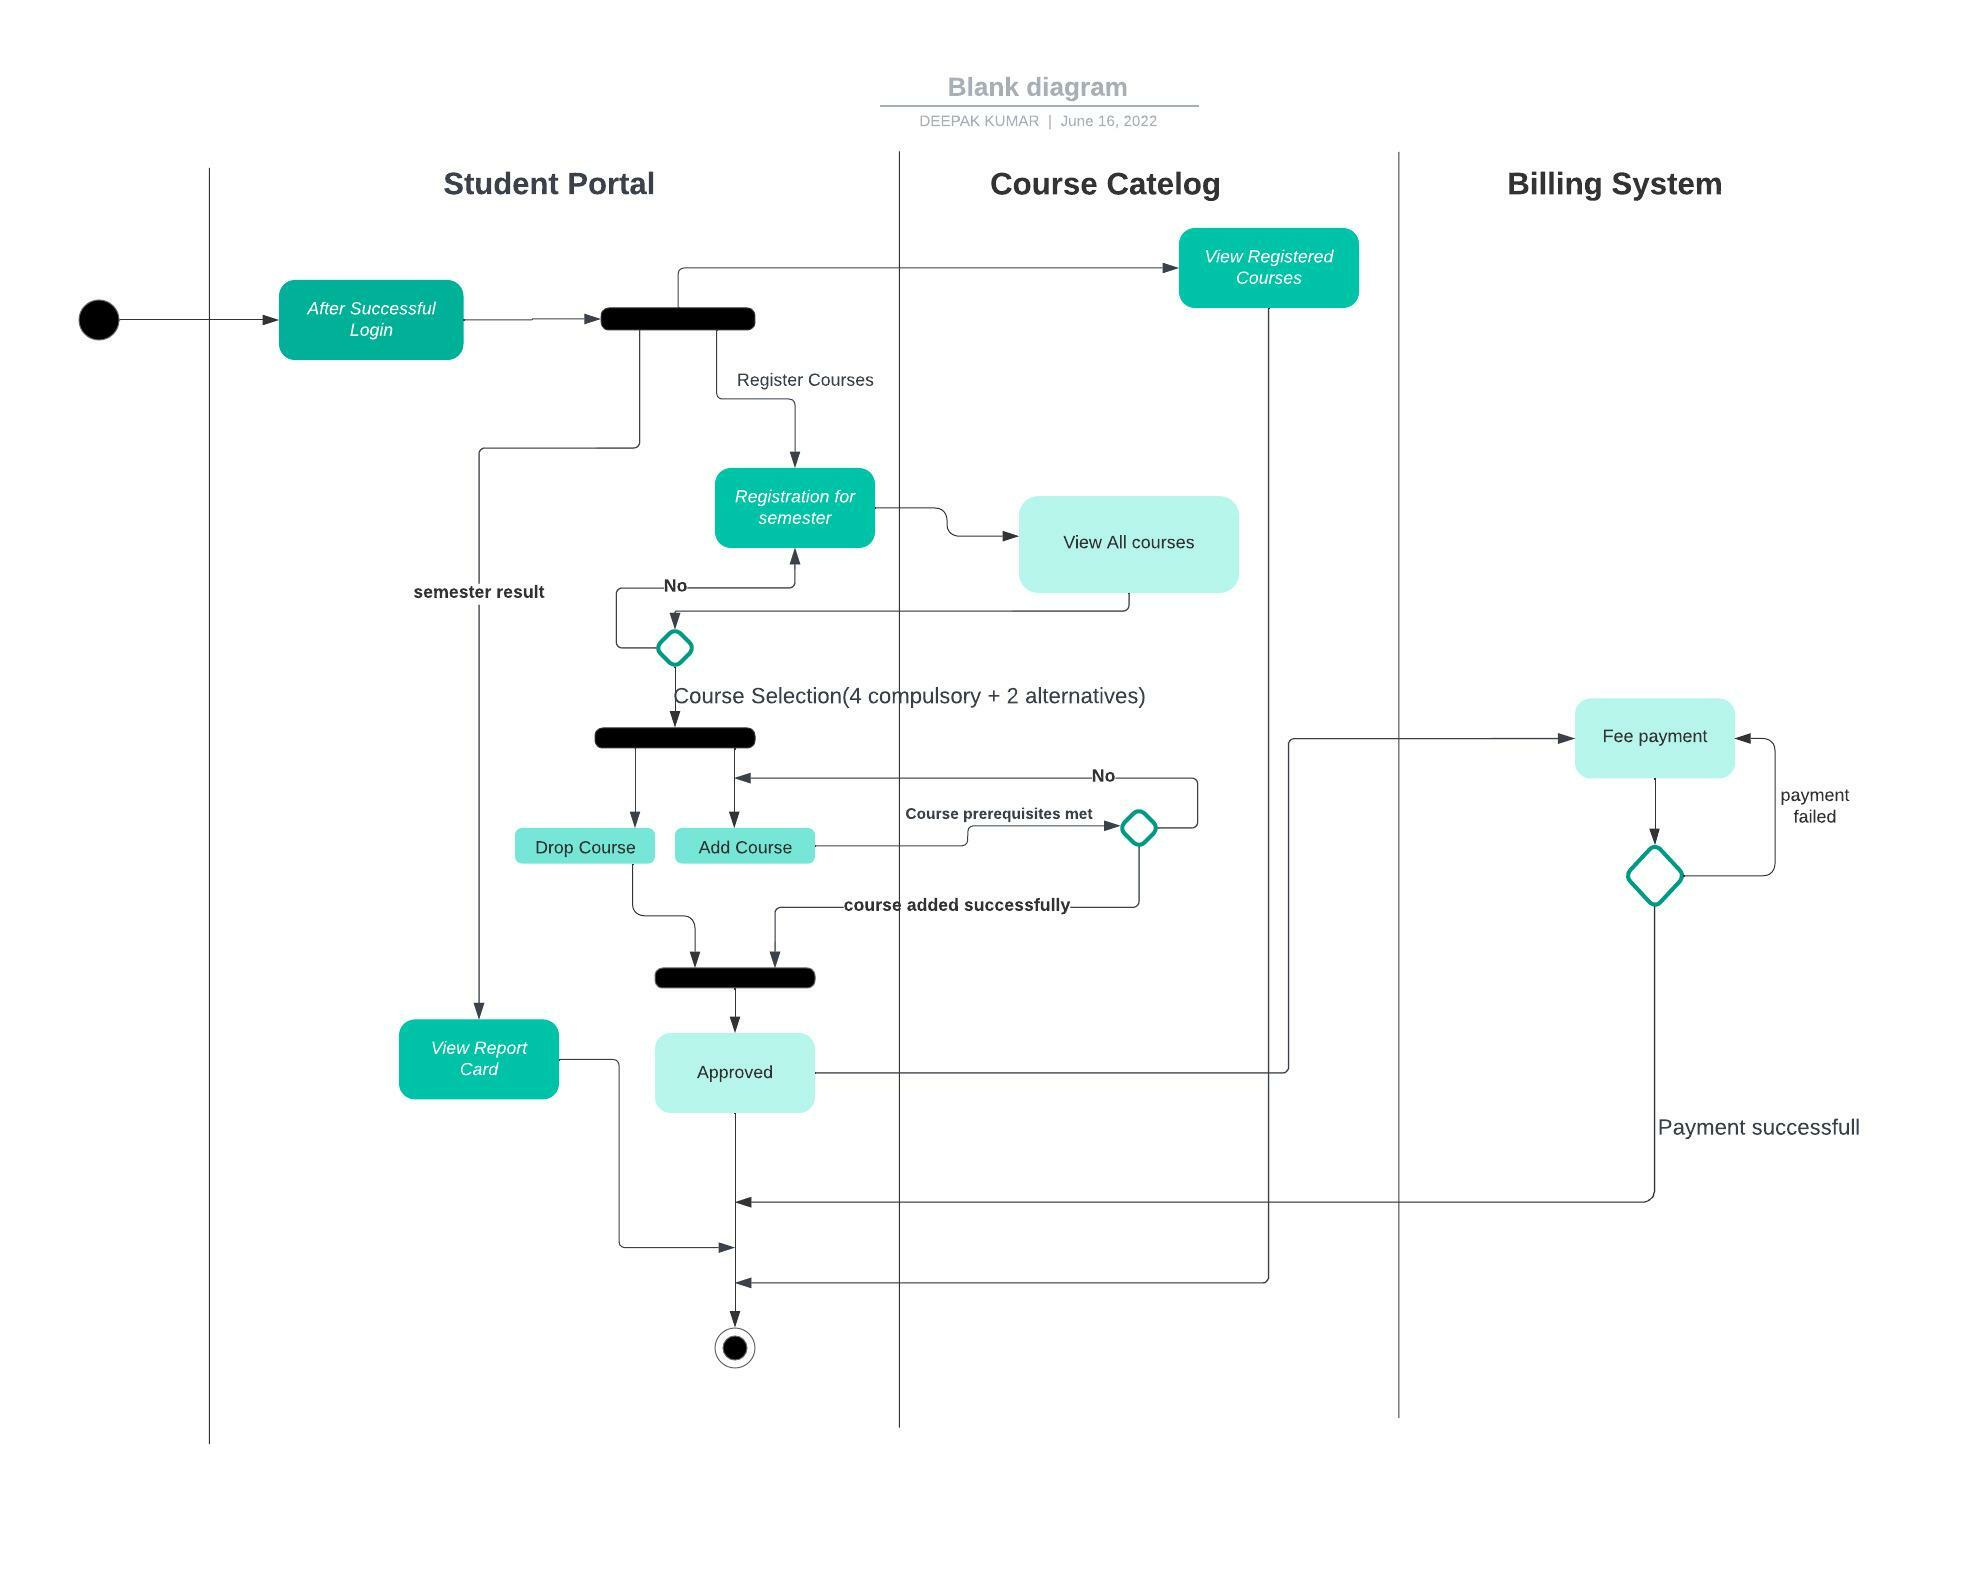 Blank diagram
DEEPAK KUMAR | June 16, 2022
Student Portal
Course Catelog
Billing System
View Registered
Courses
After Successful
Login
Register Courses
Registration for
semester
View All courses
No
semester result
Course Selection(4 compulsory + 2 alternatives)
Fee payment
No
payment
failed
Course prerequisites met
Drop Course
Add Course
course added successfully
View Report
Card
Approved
Payment successfull